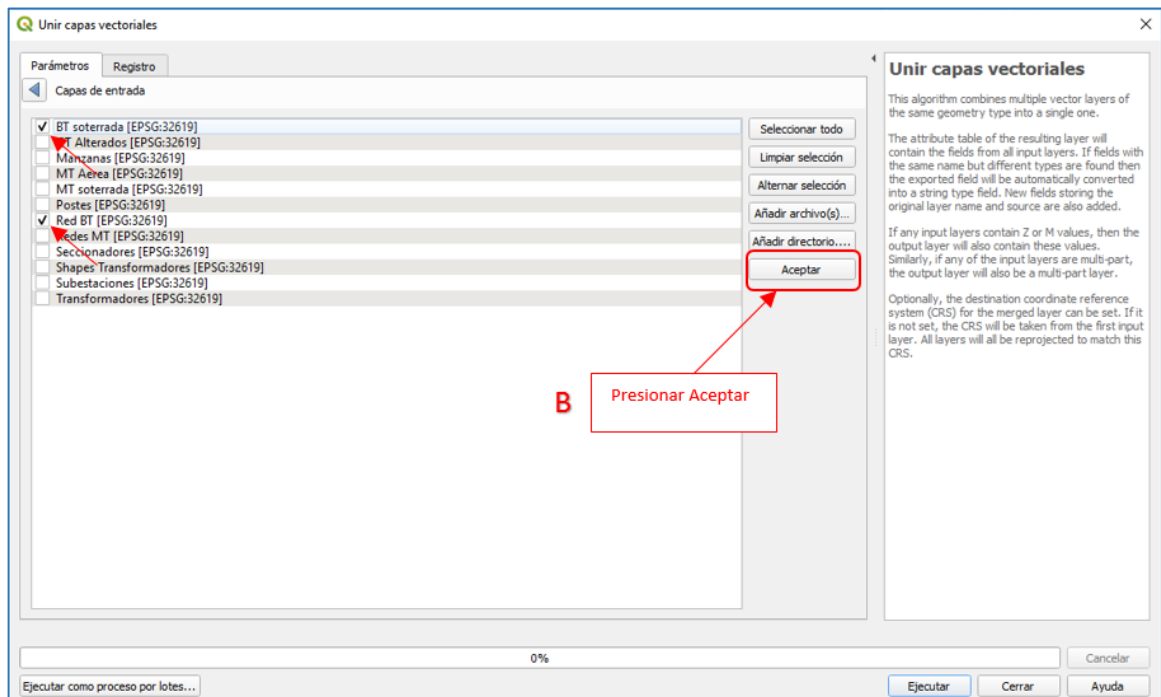 Unir capas vectoriales
Parámetros
Registro
Capas de entrada
BT soterrada [EPSG:32619]
MT Alterados [EPSG:32619]
Manzanas [EPSG:32619]
MT Aerea [EPSG:32619]
MT soterrada [EPSG:32619]
Postes [EPSG:32619]
Red BT [EPSG:32619]
Redes MT [EPSG:32619]
Seccionadores [EPSG:32619]
Shapes Transformadores [EPSG:32619]
Subestaciones [EPSG:32619]
Transformadores [EPSG:32619]
Seleccionar todo
Limpiar selección
Alternar selección
Añadir archivo(s)...
Añadir directorio....
Aceptar
B
Presionar Aceptar
Unir capas vectoriales
This algorithm combines multiple vector layers of
the same geometry type into a single one.
The attribute table of the resulting layer will
contain the fields from all input layers. If fields with
the same name but different types are found then
the exported field will be automatically converted
into a string type field. New fields storing the
original layer name and source are also added.
If any input layers contain Z or M values, then the
output layer will also contain these values.
Similarly, if any of the input layers are multi-part,
the output layer will also be a multi-part layer.
Optionally, the destination coordinate reference
system (CRS) for the merged layer can be set. If it
is not set, the CRS will be taken from the first input
layer. All layers will all be reprojected to match this
CRS.
0%
Cancelar
Ejecutar como proceso por lotes...
Ejecutar
Cerrar
Ayuda